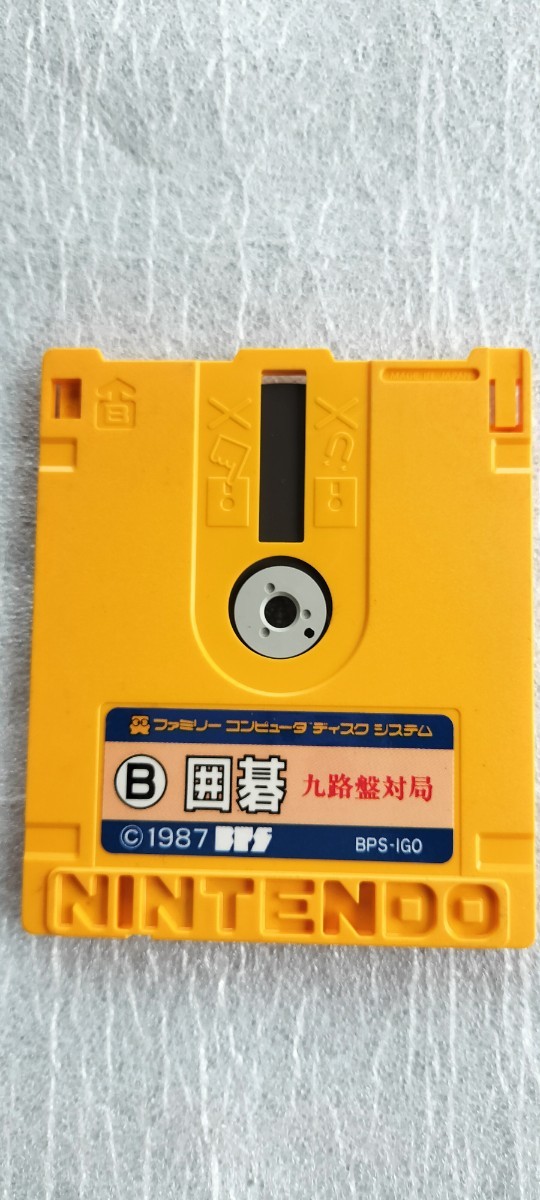 ファミリー コンピュータ ディスク システム
B 囲碁 九路盤対局
©1987 BPS BPS-IGO
NINTENDO